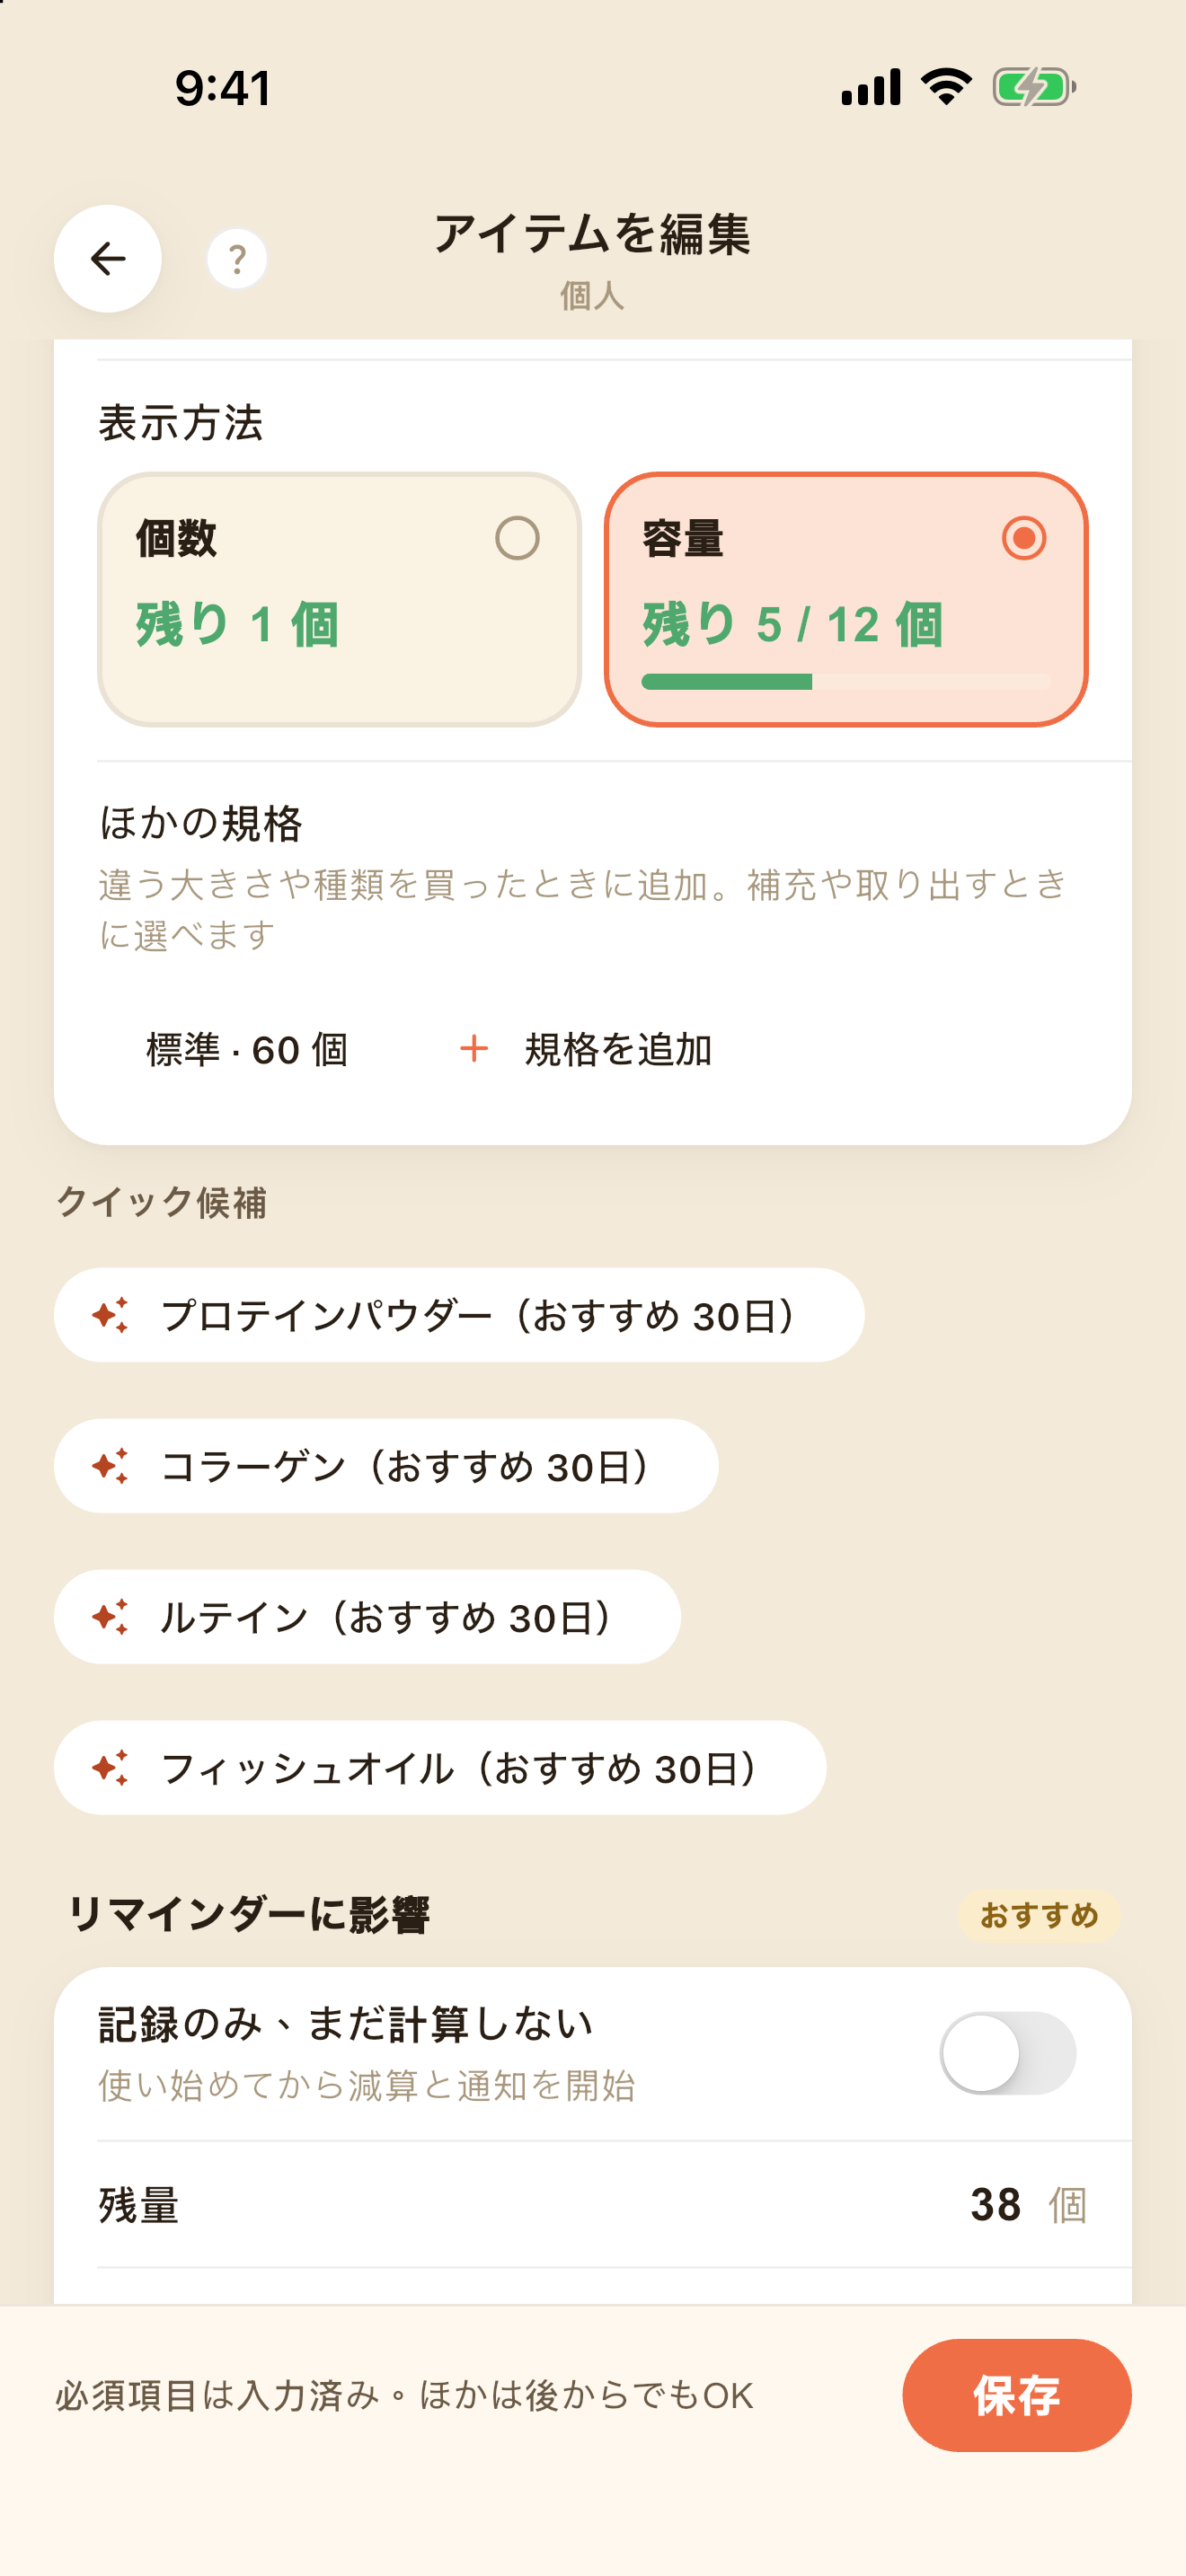 9:41
?
アイテムを編集
個人
表示方法
個数
残り 1 個
容量
残り 5 / 12 個
ほかの規格
違う大きさや種類を買ったときに追加。補充や取り出すとき
に選べます
標準 · 60 個
+ 規格を追加
クイック候補
プロテインパウダー（おすすめ 30日）
コラーゲン（おすすめ 30日）
ルテイン（おすすめ 30日）
フィッシュオイル（おすすめ 30日）
リマインダーに影響
おすすめ
記録のみ、まだ計算しない
使い始めてから減算と通知を開始
残量
38 個
必須項目は入力済み。ほかは後からでもOK
保存